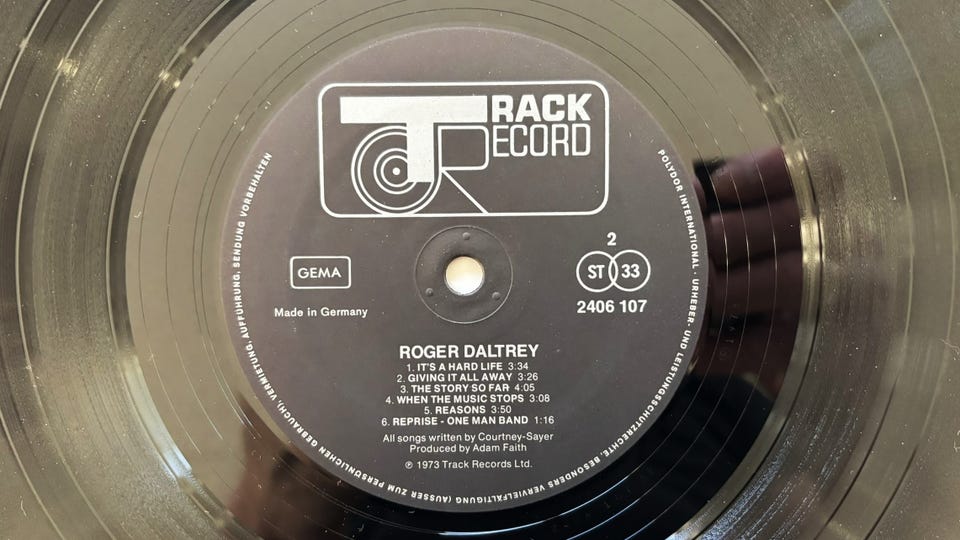 TRACK
RECORD
GEMA
Made in Germany
2
ST 33
2406 107
ROGER DALTREY
1. IT'S A HARD LIFE 3:34
2. GIVING IT ALL AWAY 3:26
3. THE STORY SO FAR 4:05
4. WHEN THE MUSIC STOPS 3:08
5. REASONS 3:50
6. REPRISE - ONE MAN BAND 1:16
All songs written by Courtney-Sayer
Produced by Adam Faith
℗ 1973 Track Records Ltd.
POLYDOR INTERNATIONAL · URHEBER- UND LEISTUNGSSCHUTZRECHTE, BESONDERS VERVIELFÄLTIGUNG (AUSSER ZUM PERSÖNLICHEN GEBRAUCH), VERMIETUNG, AUFFÜHRUNG, SENDUNG VORBEHALTEN